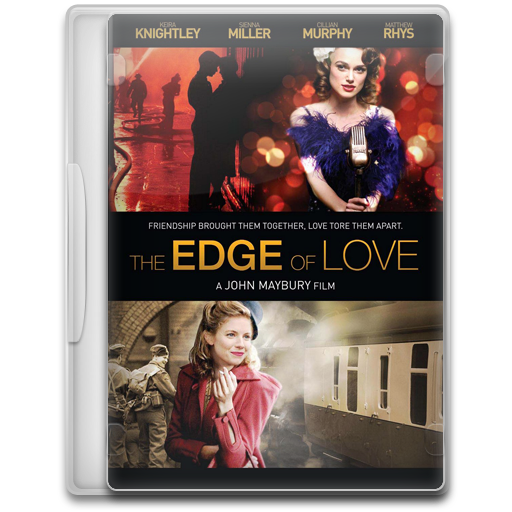 KEIRA KNIGHTLEY SIENNA MILLER CILLIAN MURPHY MATTHEW RHYS
FRIENDSHIP BROUGHT THEM TOGETHER, LOVE TORE THEM APART.
THE EDGE OF LOVE
A JOHN MAYBURY FILM